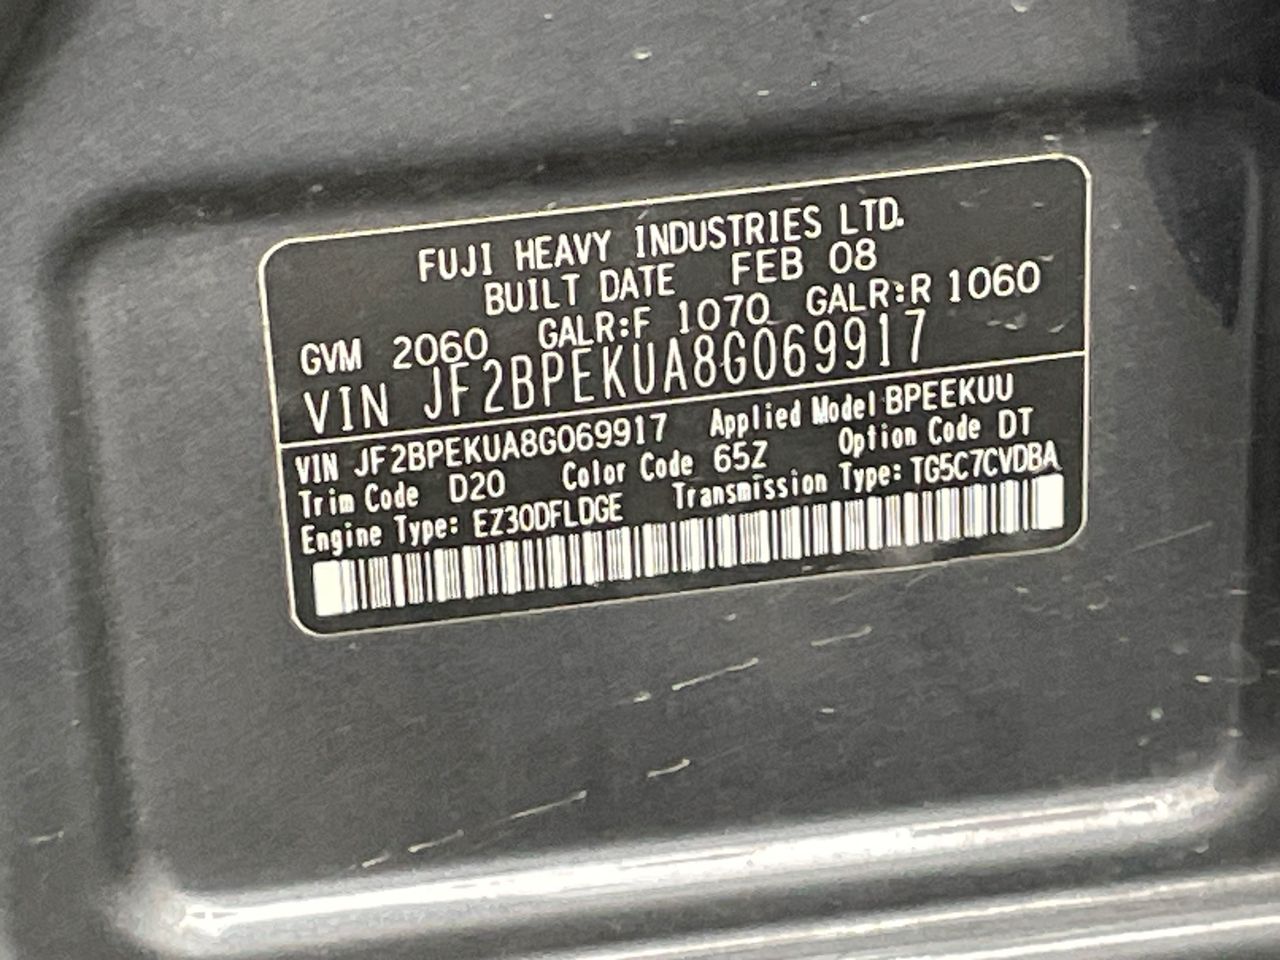 FUJI HEAVY INDUSTRIES LTD.
BUILT DATE FEB 08
GVM 2060 GALR:F 1070 GALR:R 1060
VIN JF2BPEKUA8G069917
VIN JF2BPEKUA8G069917 Applied Model BPEEKUU
Trim Code D20 Color Code 65Z Option Code DT
Engine Type: EZ30DFLDGE Transmission Type: TG5C7CVDBA